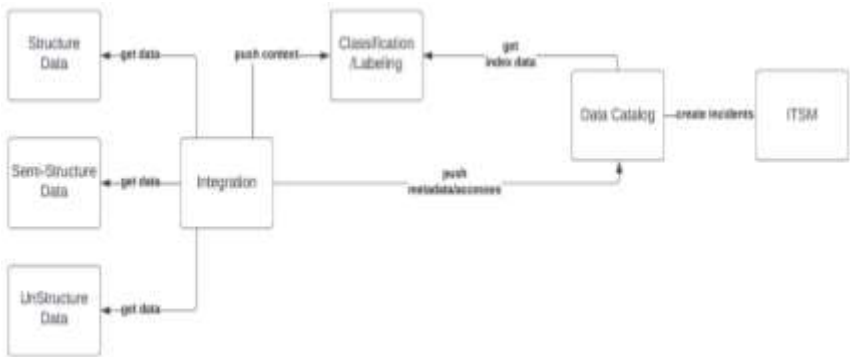 Structure
Data
get data
push context
Classification
/Labeling
get
index data
Data Catalog
create incidents
ITSM
Semi-Structure
Data
get data
Integration
push
metadata/accesses
UnStructure
Data
get data